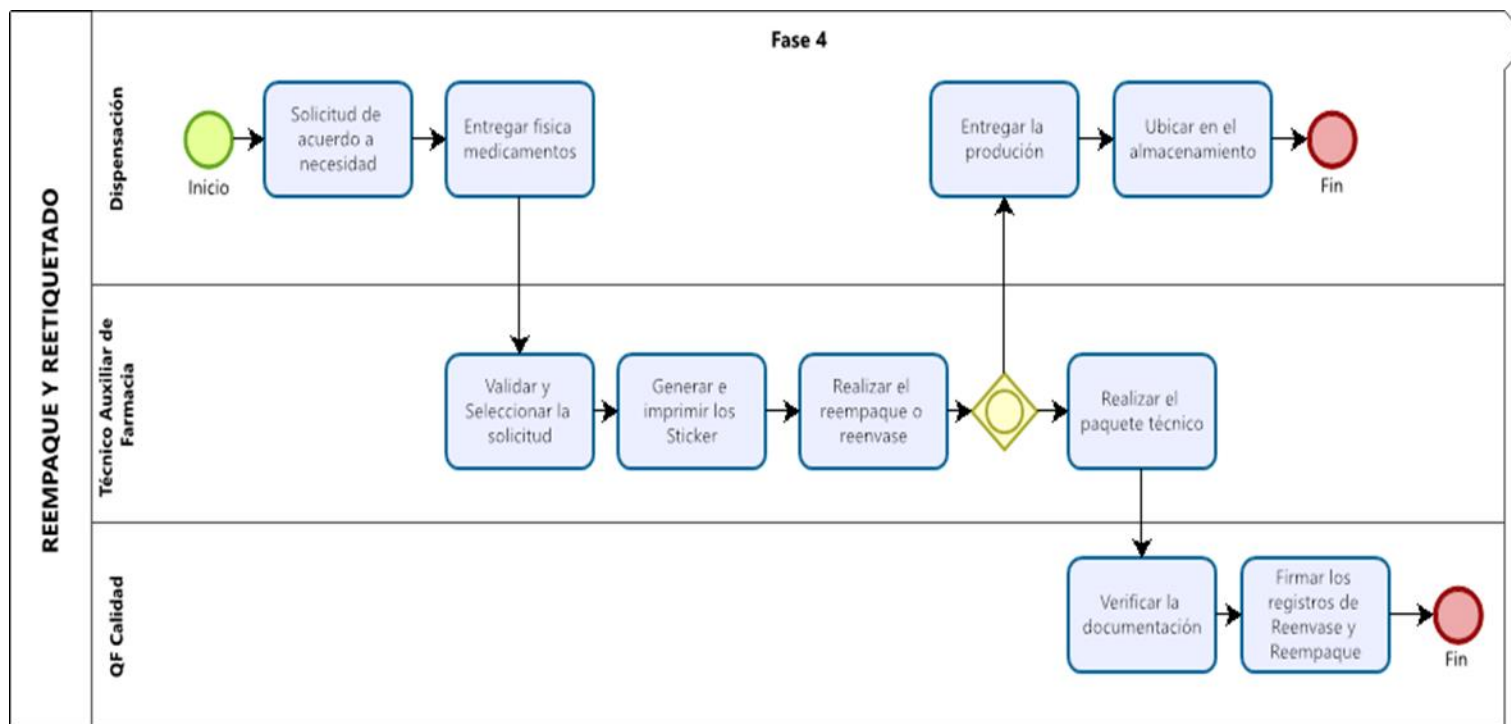 REEMPAQUE Y REETIQUETADO
Fase 4
Dispensación
Inicio
Solicitud de
acuerdo a
necesidad
Entregar fisica
medicamentos
Entregar la
produción
Ubicar en el
almacenamiento
Fin
Técnico Auxiliar de
Farmacia
Validar y
Seleccionar la
solicitud
Generar e
imprimir los
Sticker
Realizar el
reempaque o
reenvase
Realizar el
paquete técnico
QF Calidad
Verificar la
documentación
Firmar los
registros de
Reenvase y
Reempaque
Fin